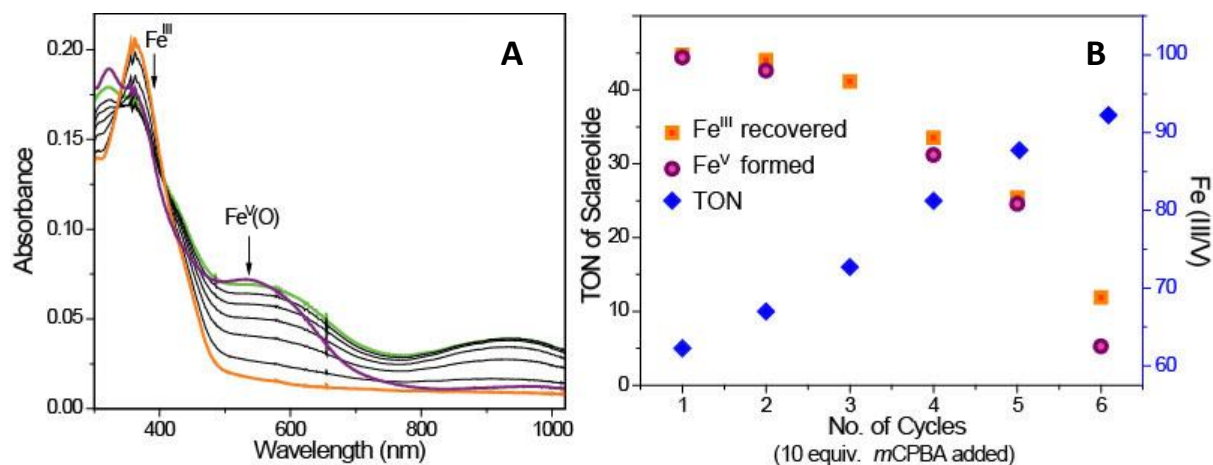 A
Fe^III
Fe^V(O)
0.20
0.15
0.10
0.05
0.00
Absorbance
400
600
800
1000
Wavelength (nm)
B
Fe^III recovered
Fe^V formed
TON
40
30
20
10
0
TON of Sclareolide
100
90
80
70
60
Fe (III/V)
1
2
3
4
5
6
No. of Cycles
(10 equiv. mCPBA added)